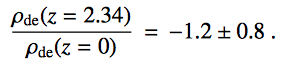 ρde(z = 2.34) / ρde(z = 0) = −1.2 ± 0.8 .